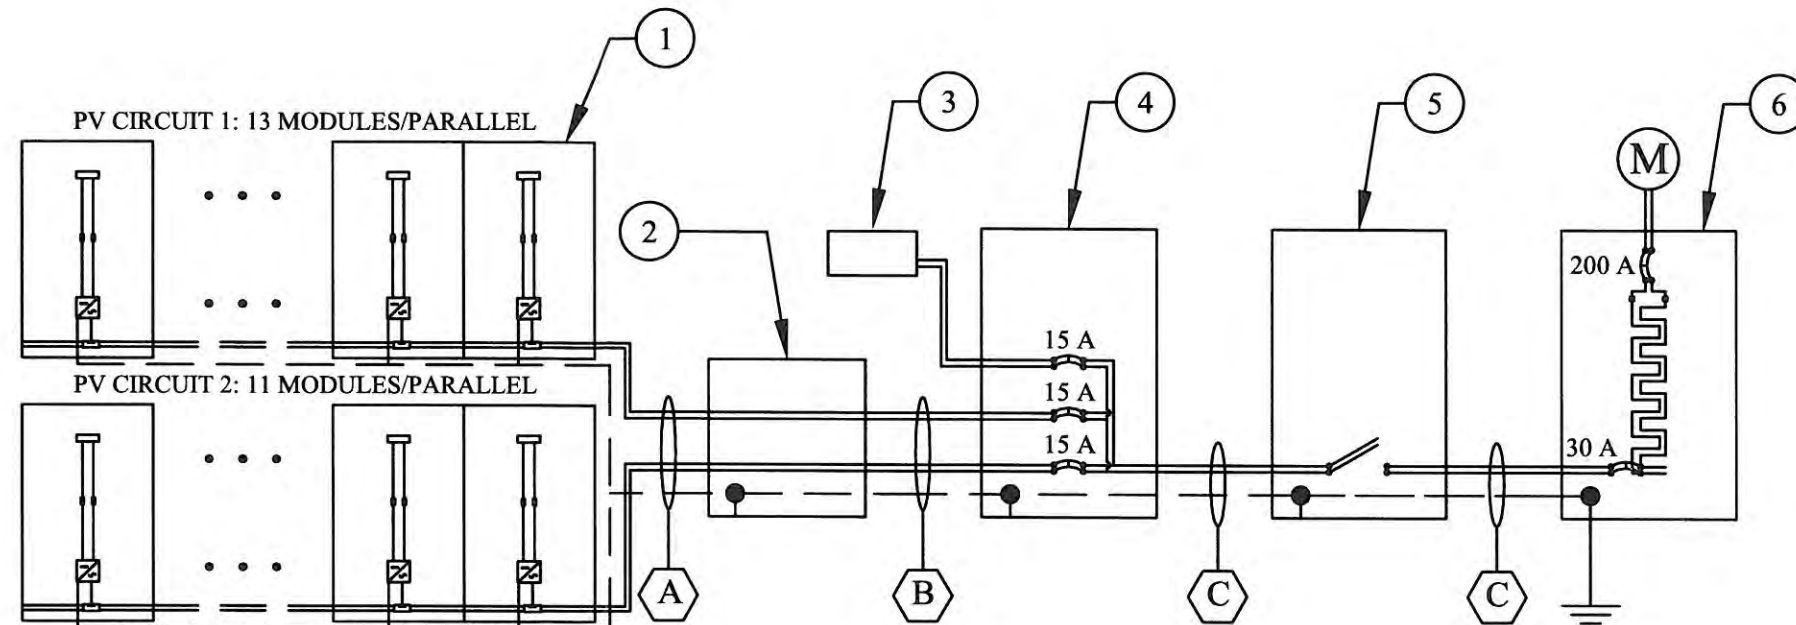 1
3
4
5
6
PV CIRCUIT 1: 13 MODULES/PARALLEL
M
2
200 A
15 A
PV CIRCUIT 2: 11 MODULES/PARALLEL
15 A
15 A
30 A
A
B
C
C